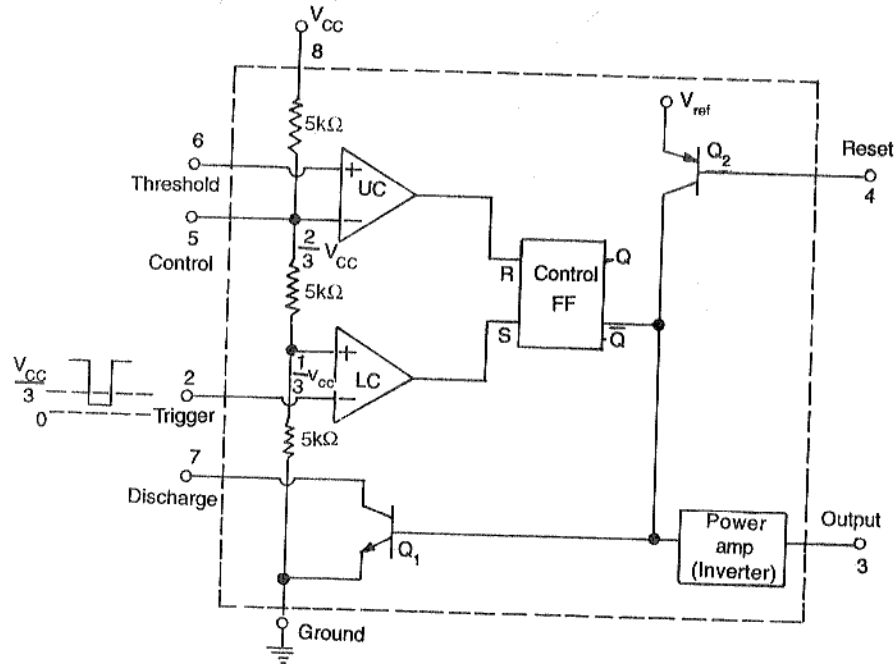 V_CC
8
5kΩ
V_ref
6
Threshold
+
UC
Q_2
Reset
4
5
Control
−
2/3 V_CC
5kΩ
R
Control
FF
Q
S
Q̅
V_CC/3
0
2
Trigger
1/3 V_CC
+
LC
−
5kΩ
7
Discharge
Q_1
Power
amp
(Inverter)
Output
3
Ground